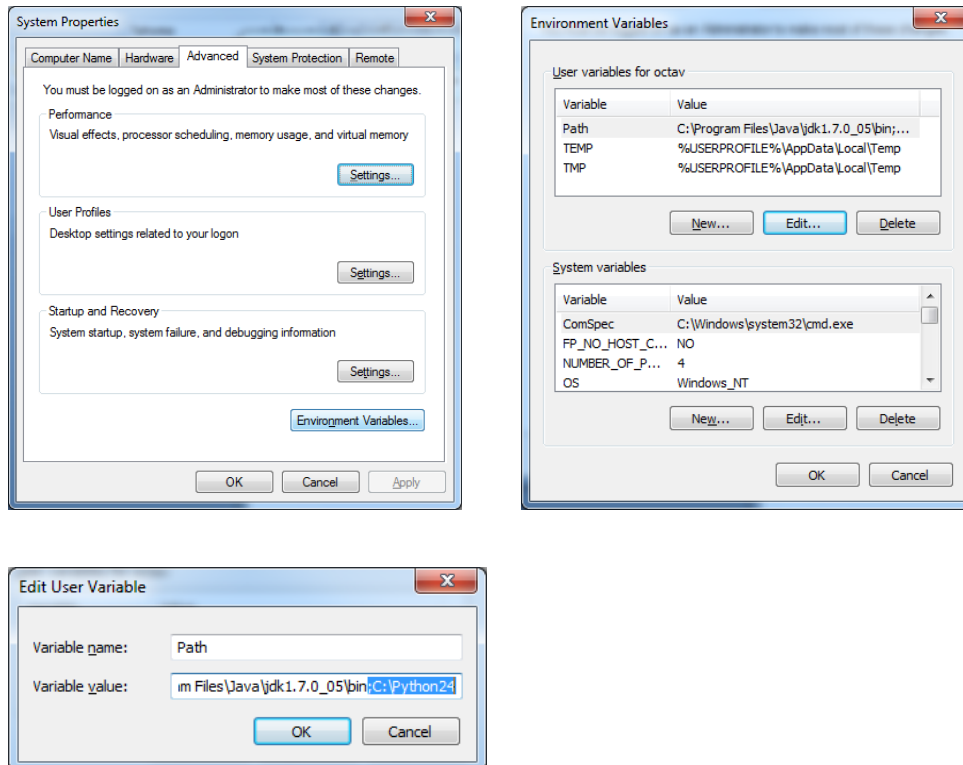 System Properties
Computer Name Hardware Advanced System Protection Remote
You must be logged on as an Administrator to make most of these changes.
Performance
Visual effects, processor scheduling, memory usage, and virtual memory
Settings...
User Profiles
Desktop settings related to your logon
Settings...
Startup and Recovery
System startup, system failure, and debugging information
Settings...
Environment Variables...
OK Cancel Apply
Environment Variables
User variables for octav
Variable Value
Path C:\Program Files\Java\jdk1.7.0_05\bin;...
TEMP %USERPROFILE%\AppData\Local\Temp
TMP %USERPROFILE%\AppData\Local\Temp
New... Edit... Delete
System variables
Variable Value
ComSpec C:\Windows\system32\cmd.exe
FP_NO_HOST_C... NO
NUMBER_OF_P... 4
OS Windows_NT
New... Edit... Delete
OK Cancel
Edit User Variable
Variable name: Path
Variable value: m Files\Java\jdk1.7.0_05\bin;C:\Python24
OK Cancel